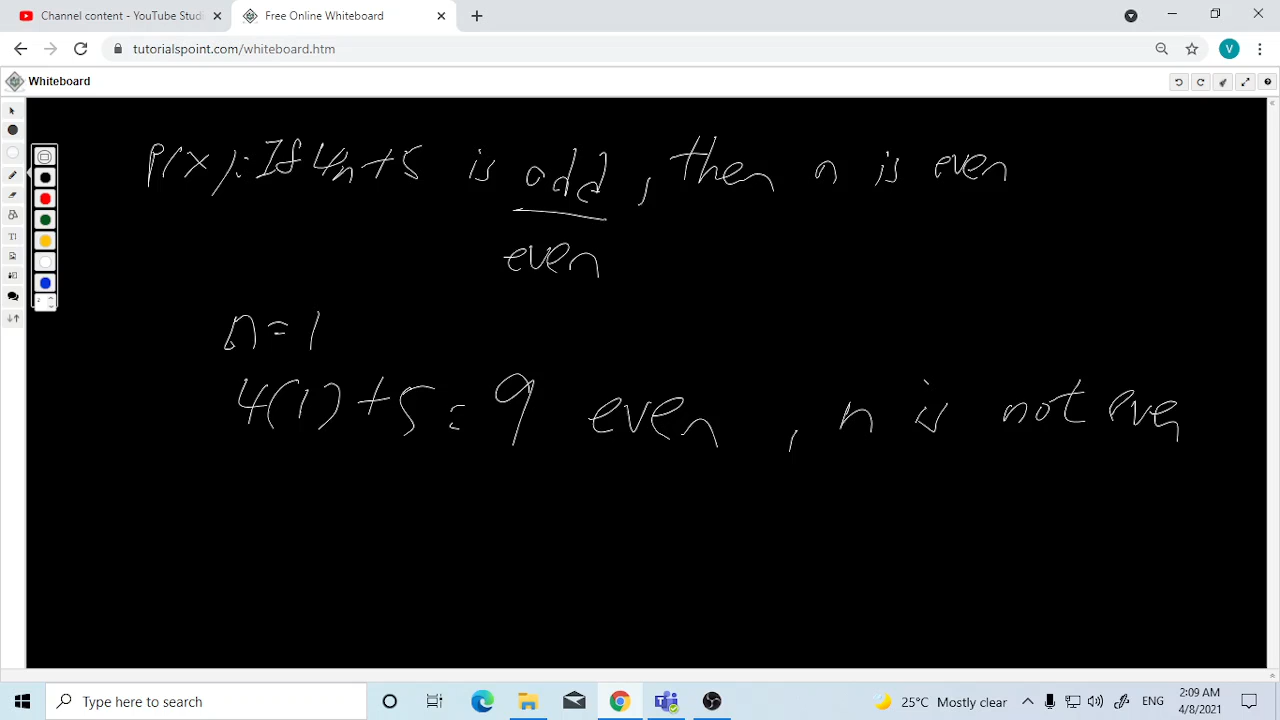 Channel content - YouTube Stud
Free Online Whiteboard
tutorialspoint.com/whiteboard.htm
V
Whiteboard
P(x): If 4n+5 is odd, then n is even
even
n=1
4(1)+5=9 even, n is not even
Type here to search
25°C Mostly clear
ENG
2:09 AM
4/8/2021